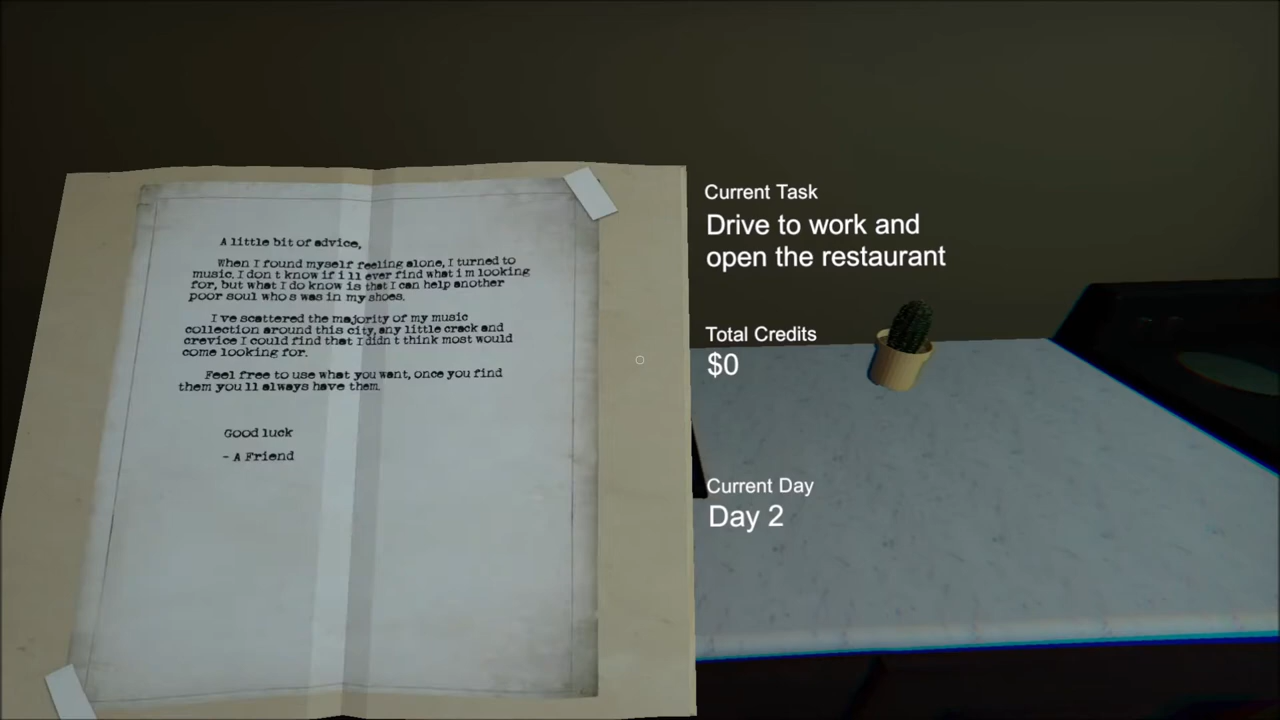 A little bit of advice,
When I found myself feeling alone, I turned to
music. I don t know if i ll ever find what i m looking
for, but what I do know is that I can help another
poor soul who s was in my shoes.
I ve scattered the majority of my music
collection around this city, any little crack and
crevice I could find that I didn t think most would
come looking for.
Feel free to use what you want, once you find
them you ll always have them.
Good luck
- A Friend
Current Task
Drive to work and
open the restaurant
Total Credits
$0
Current Day
Day 2